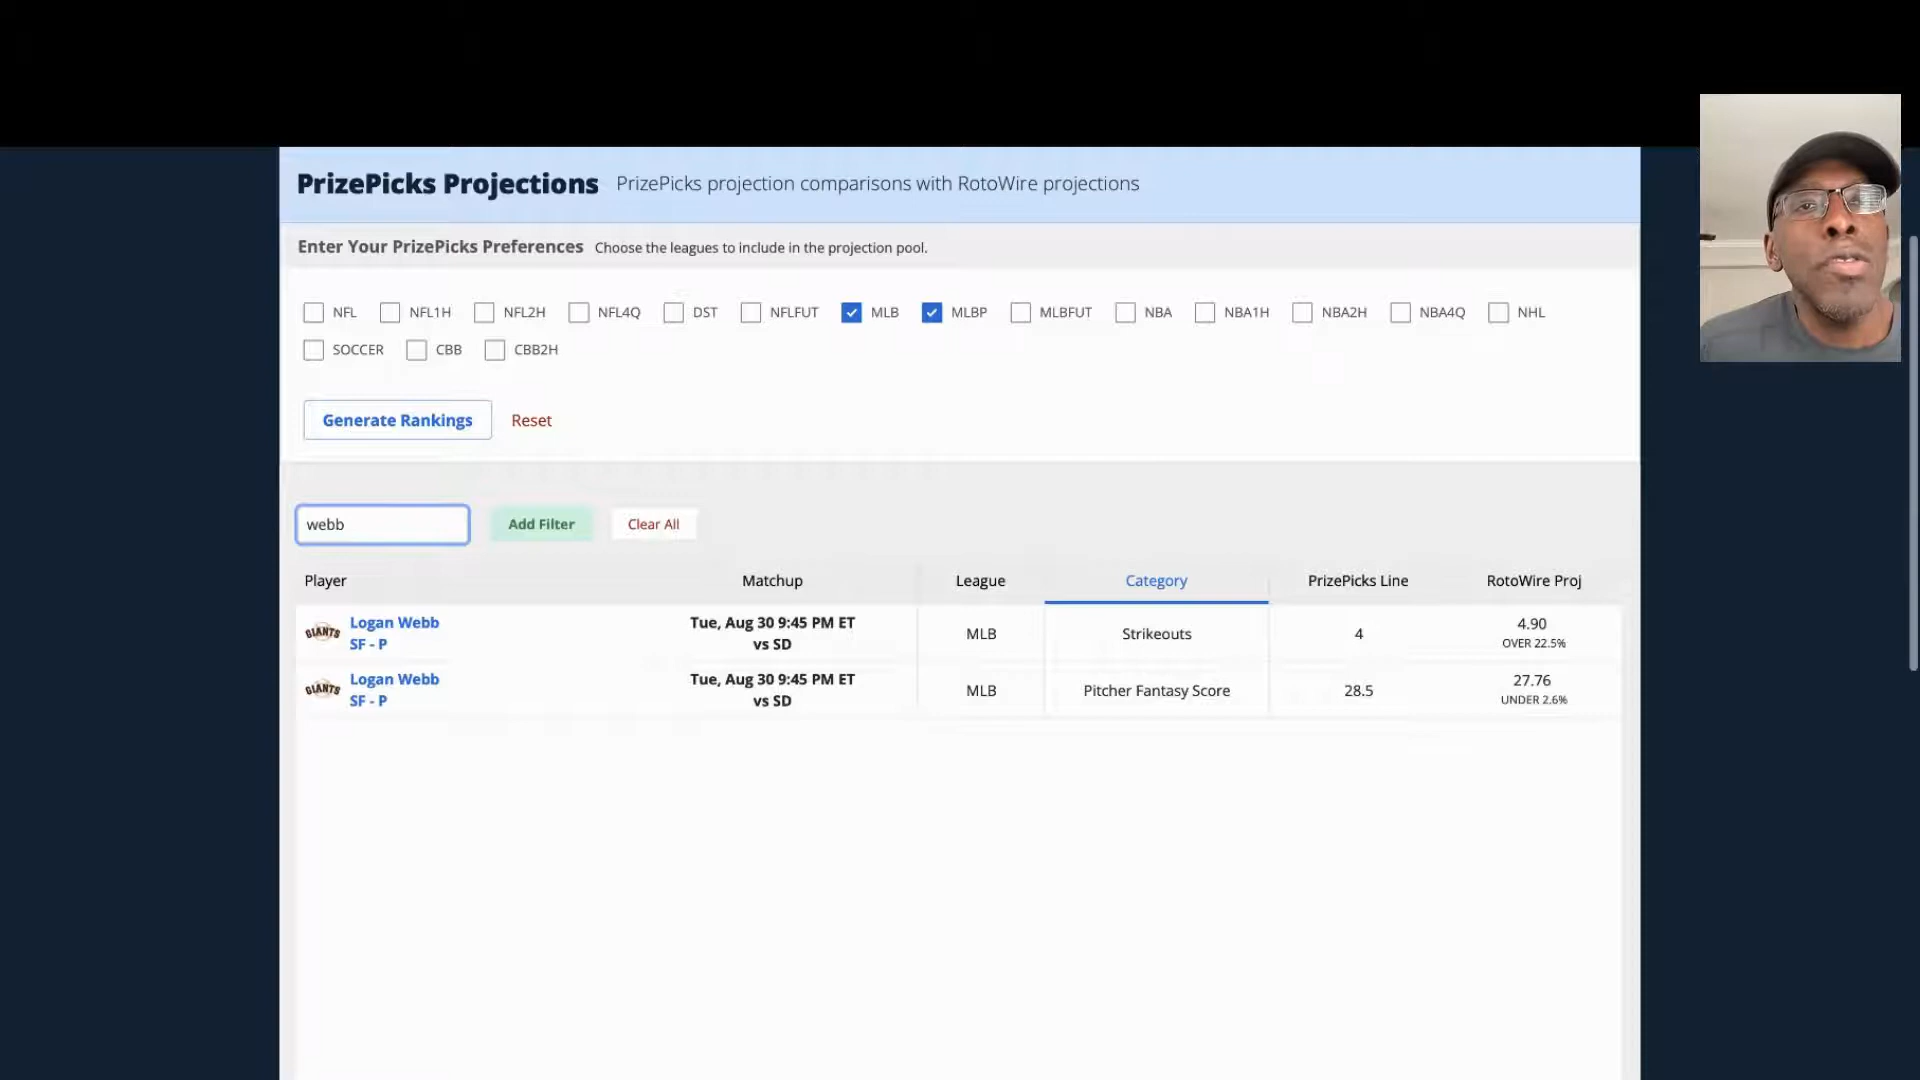 PrizePicks Projections PrizePicks projection comparisons with RotoWire projections
Enter Your PrizePicks Preferences Choose the leagues to include in the projection pool.
NFL NFL1H NFL2H NFL4Q DST NFLFUT MLB MLBP MLBFUT NBA NBA1H NBA2H NBA4Q NHL
SOCCER CBB CBB2H
Generate Rankings Reset
webb Add Filter Clear All
Player Matchup League Category PrizePicks Line RotoWire Proj
GIANTS Logan Webb SF - P Tue, Aug 30 9:45 PM ET vs SD MLB Strikeouts 4 4.90 OVER 22.5%
GIANTS Logan Webb SF - P Tue, Aug 30 9:45 PM ET vs SD MLB Pitcher Fantasy Score 28.5 27.76 UNDER 2.6%